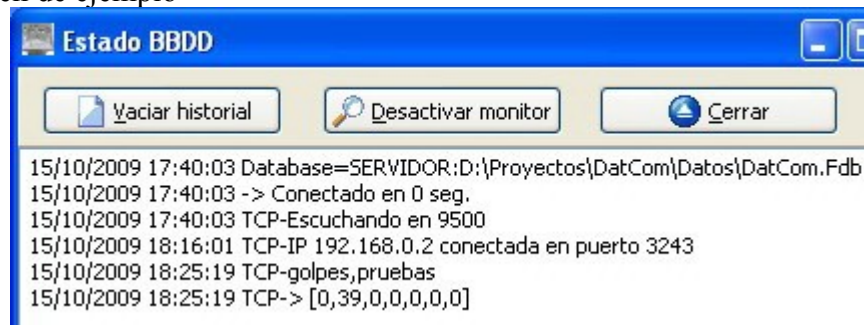 de ejemplo
Estado BBDD
Vaciar historial
Desactivar monitor
Cerrar
15/10/2009 17:40:03 Database=SERVIDOR:D:\Proyectos\DatCom\Datos\DatCom.Fdb
15/10/2009 17:40:03 -> Conectado en 0 seg.
15/10/2009 17:40:03 TCP-Escuchando en 9500
15/10/2009 18:16:01 TCP-IP 192.168.0.2 conectada en puerto 3243
15/10/2009 18:25:19 TCP-golpes,pruebas
15/10/2009 18:25:19 TCP-> [0,39,0,0,0,0,0]